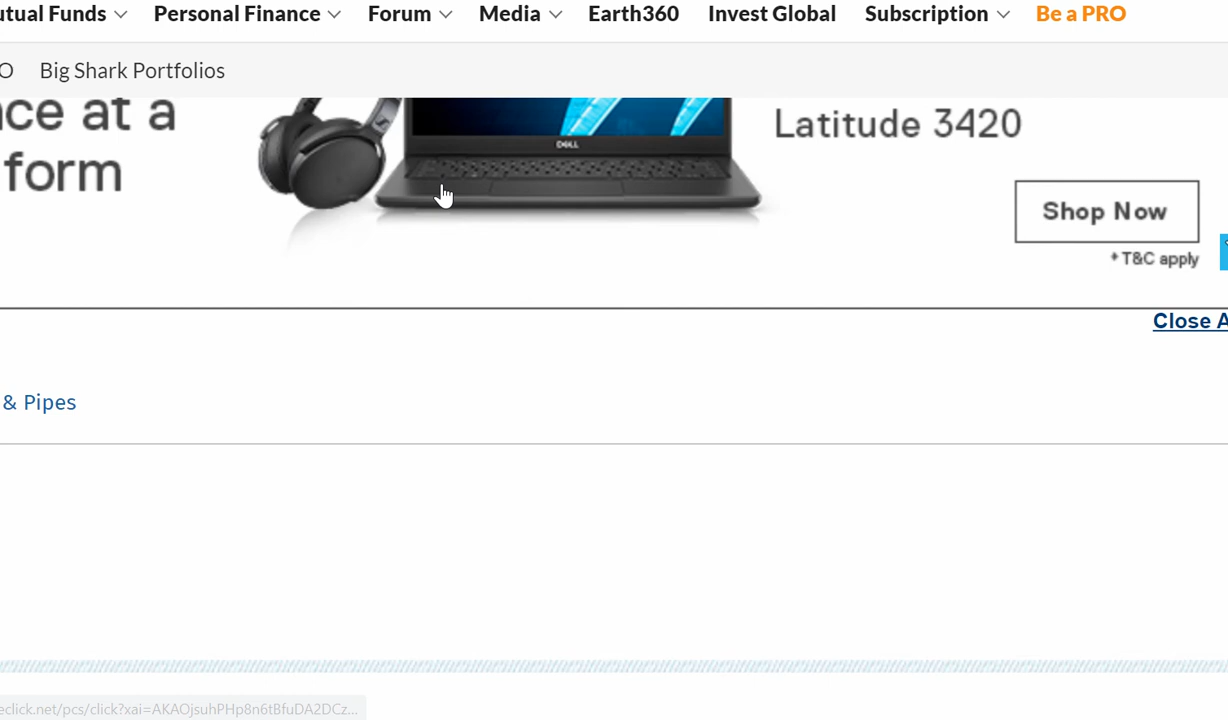 utual Funds Personal Finance Forum Media Earth360 Invest Global Subscription Be a PRO
O Big Shark Portfolios
nce at a
form
DELL
Latitude 3420
Shop Now
* T&C apply
Close A
& Pipes
eclick.net/pcs/click?xai=AKAOjsuhPHp8n6tBfuDA2DCz...